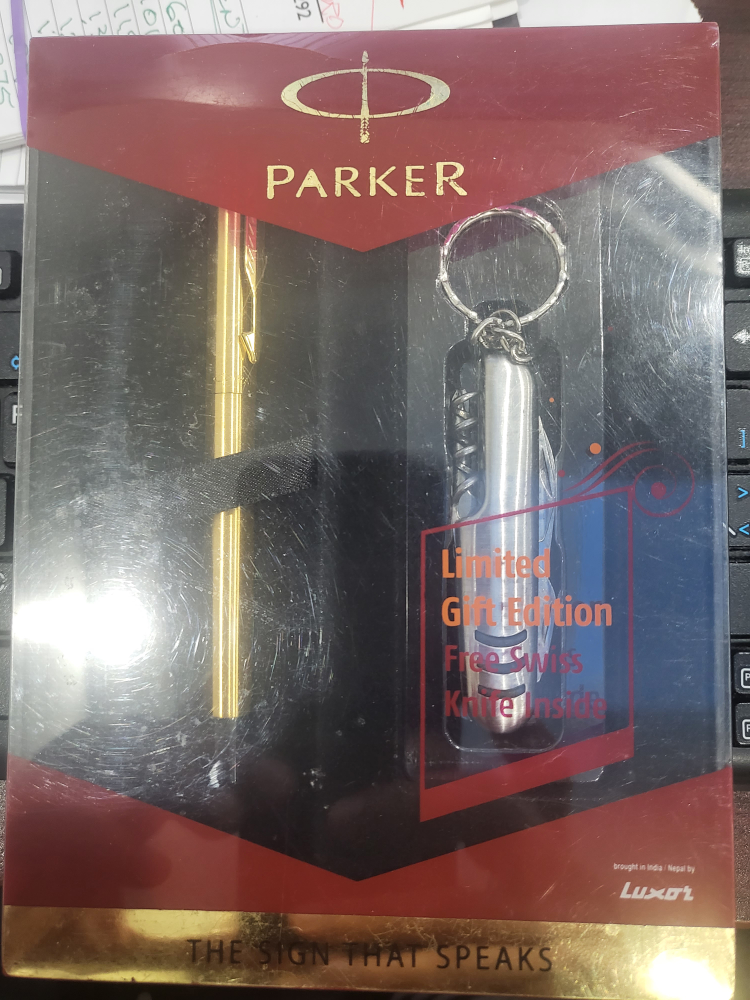 PARKER
Limited
Gift Edition
Free Swiss
Knife Inside
brought in India / Nepal by
Luxor
THE SIGN THAT SPEAKS